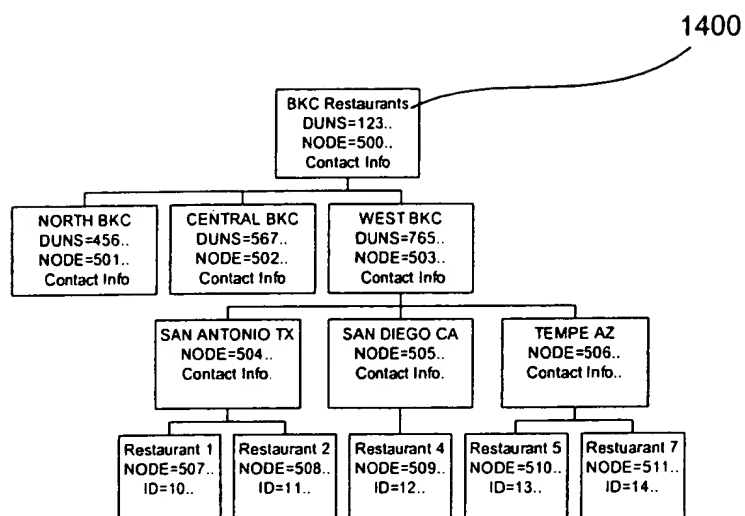 1400
BKC Restaurants
DUNS=123..
NODE=500..
Contact Info
NORTH BKC
DUNS=456..
NODE=501..
Contact Info
CENTRAL BKC
DUNS=567..
NODE=502..
Contact Info
WEST BKC
DUNS=765..
NODE=503..
Contact Info
SAN ANTONIO TX
NODE=504..
Contact Info.
SAN DIEGO CA
NODE=505..
Contact Info.
TEMPE AZ
NODE=506..
Contact Info..
Restaurant 1
NODE=507..
ID=10..
Restaurant 2
NODE=508..
ID=11..
Restaurant 4
NODE=509..
ID=12..
Restaurant 5
NODE=510..
ID=13..
Restuarant 7
NODE=511..
ID=14..